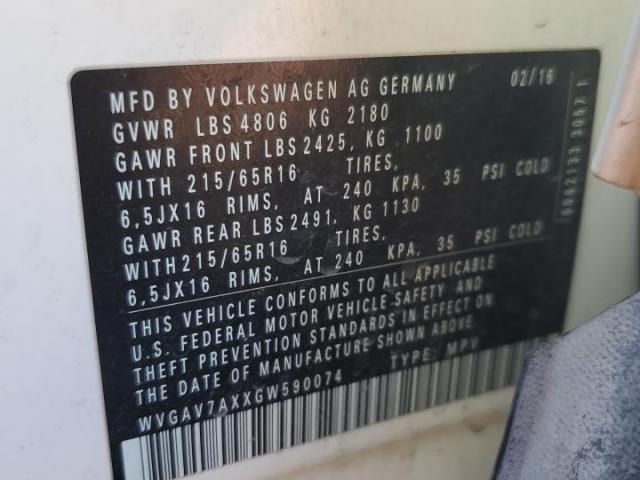 MFD BY VOLKSWAGEN AG GERMANY 02/16
GVWR LBS 4806 KG 2180
GAWR FRONT LBS 2425, KG 1100
WITH 215/65R16 TIRES,
6,5JX16 RIMS, AT 240 KPA, 35 PSI COLD
GAWR REAR LBS 2491, KG 1130
WITH 215/65R16 TIRES,
6,5JX16 RIMS, AT 240 KPA, 35 PSI COLD
THIS VEHICLE CONFORMS TO ALL APPLICABLE
U.S. FEDERAL MOTOR VEHICLE SAFETY AND
THEFT PREVENTION STANDARDS IN EFFECT ON
THE DATE OF MANUFACTURE SHOWN ABOVE.
WVGAV7AXXGW590074 TYPE: MPV